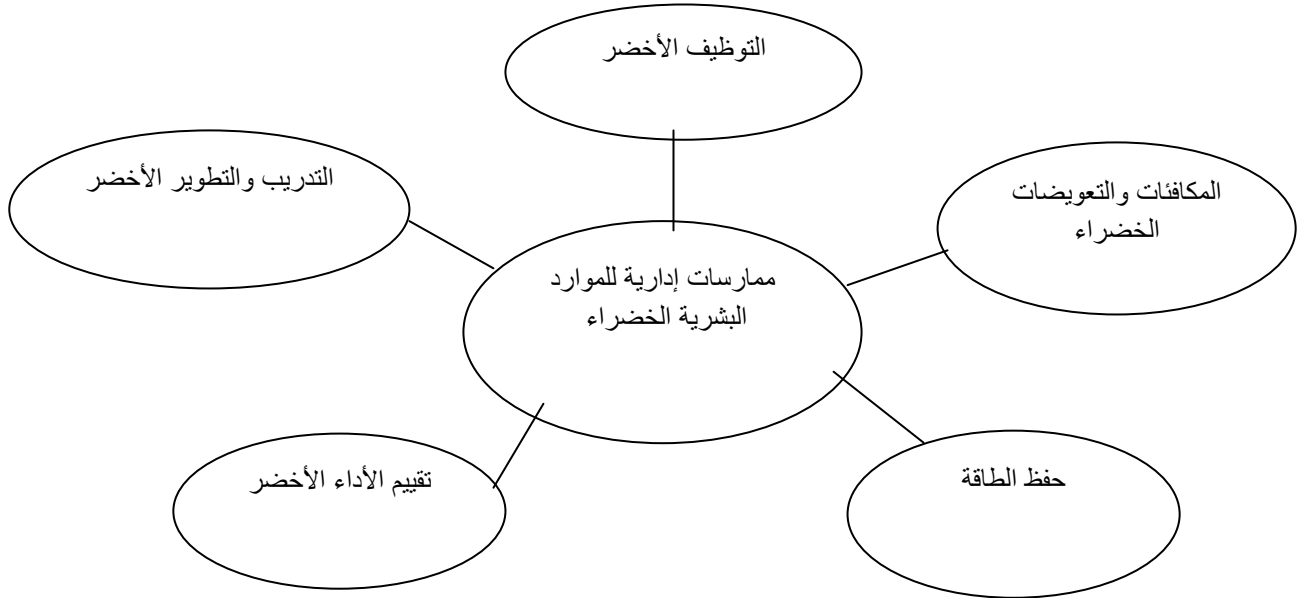 التوظيف الأخضر
التدريب والتطوير الأخضر
المكافئات والتعويضات
الخضراء
ممارسات إدارية للموارد
البشرية الخضراء
تقييم الأداء الأخضر
حفظ الطاقة